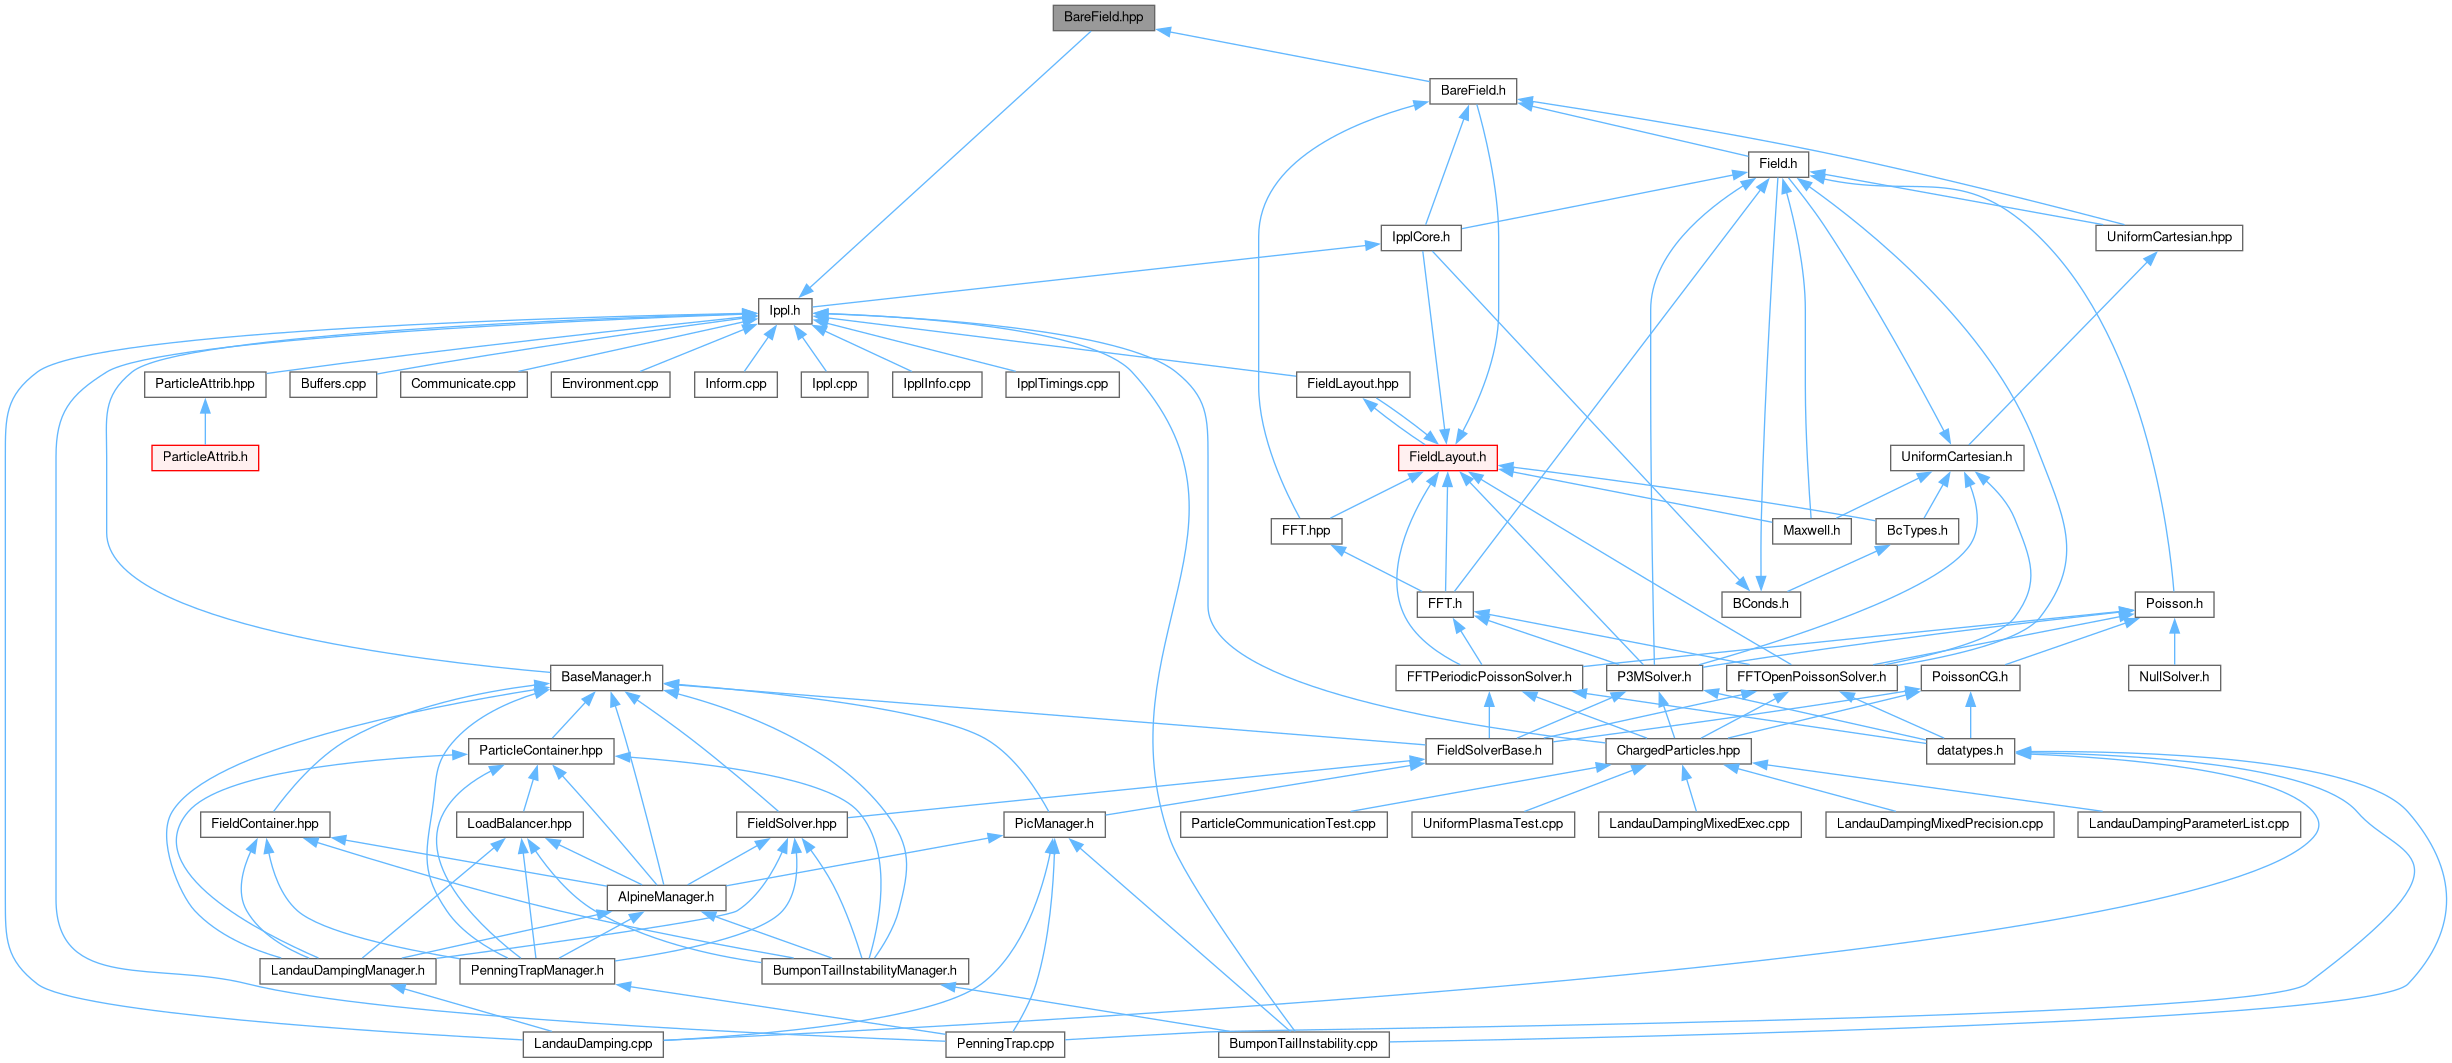 BareField.hpp
BareField.h
Field.h
IpplCore.h
UniformCartesian.hpp
Ippl.h
ParticleAttrib.hpp
Buffers.cpp
Communicate.cpp
Environment.cpp
Inform.cpp
Ippl.cpp
IpplInfo.cpp
IpplTimings.cpp
FieldLayout.hpp
ParticleAttrib.h
FieldLayout.h
UniformCartesian.h
FFT.hpp
Maxwell.h
BcTypes.h
FFT.h
BConds.h
Poisson.h
BaseManager.h
FFTPeriodicPoissonSolver.h
P3MSolver.h
FFTOpenPoissonSolver.h
PoissonCG.h
NullSolver.h
ParticleContainer.hpp
FieldSolverBase.h
ChargedParticles.hpp
datatypes.h
FieldContainer.hpp
LoadBalancer.hpp
FieldSolver.hpp
PicManager.h
ParticleCommunicationTest.cpp
UniformPlasmaTest.cpp
LandauDampingMixedExec.cpp
LandauDampingMixedPrecision.cpp
LandauDampingParameterList.cpp
AlpineManager.h
LandauDampingManager.h
PenningTrapManager.h
BumponTailInstabilityManager.h
LandauDamping.cpp
PenningTrap.cpp
BumponTailInstability.cpp